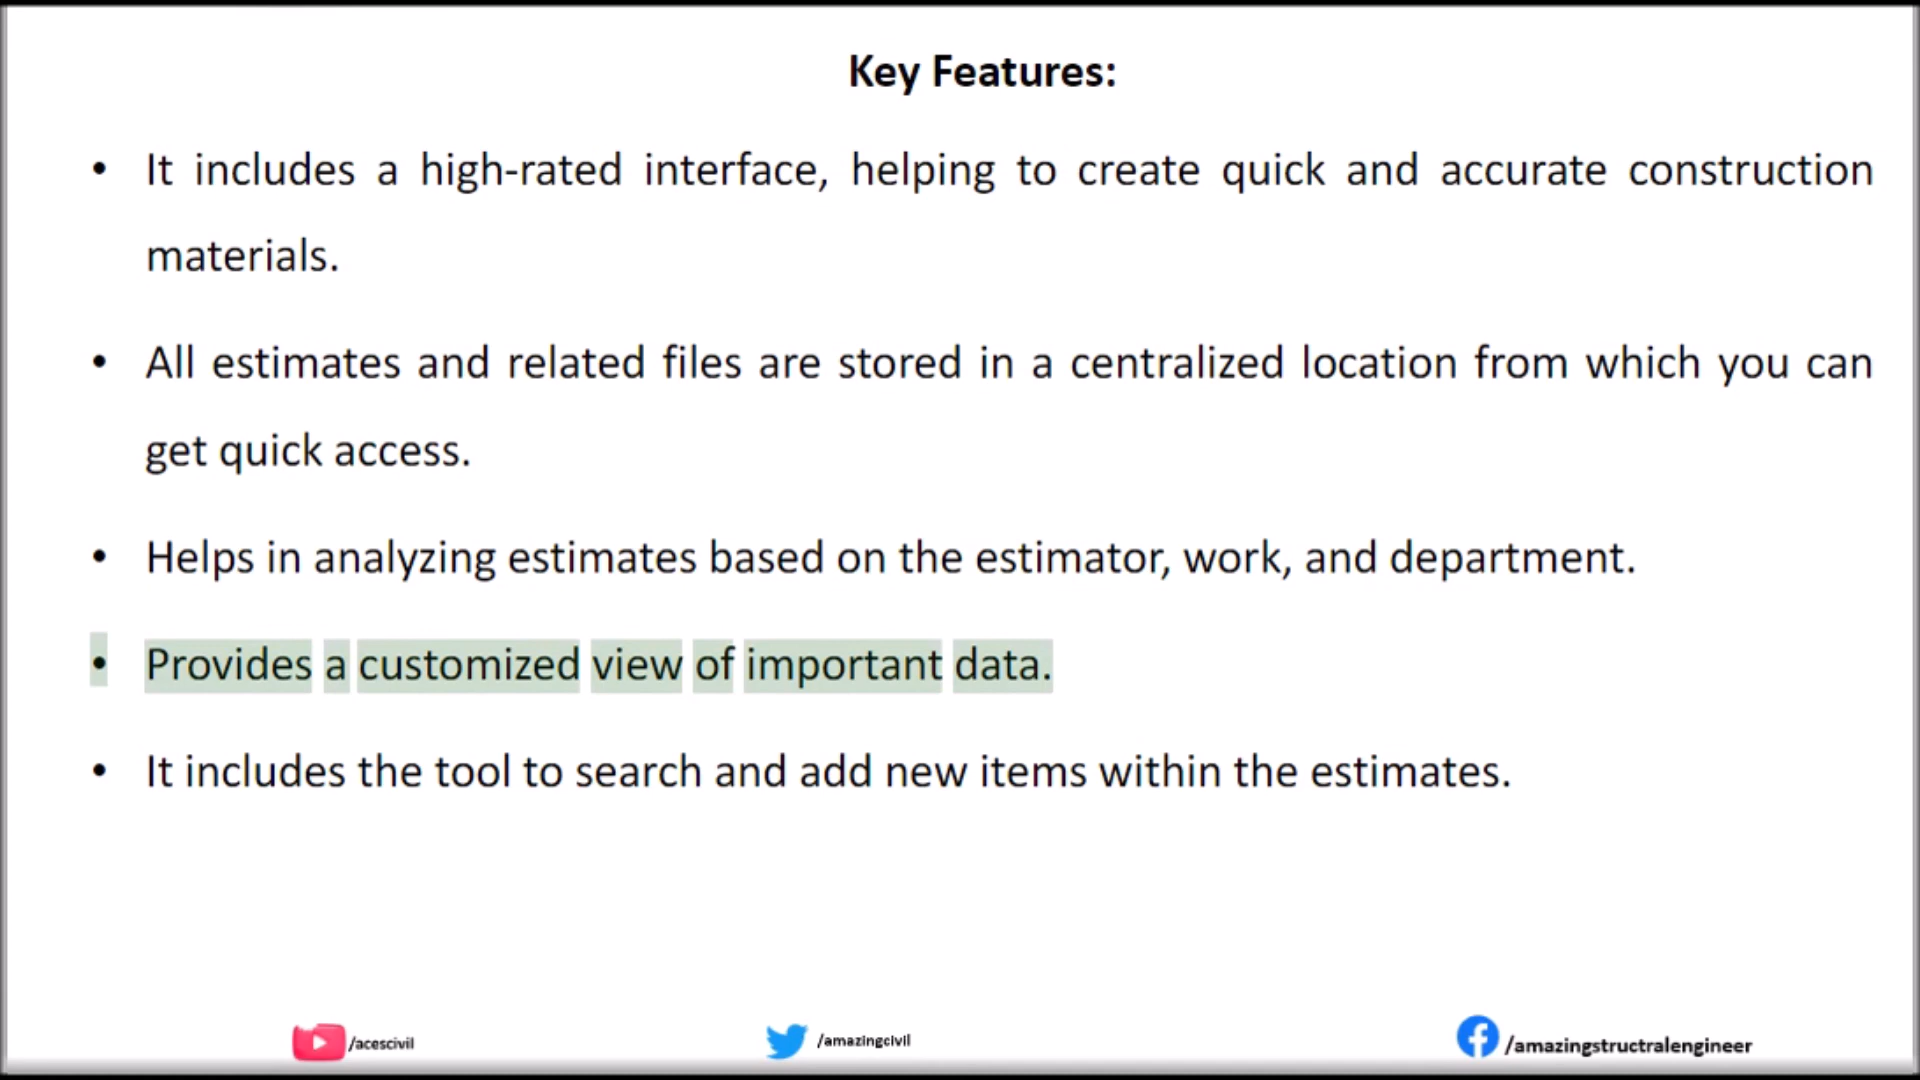 Key Features:
• It includes a high-rated interface, helping to create quick and accurate construction
materials.
• All estimates and related files are stored in a centralized location from which you can
get quick access.
• Helps in analyzing estimates based on the estimator, work, and department.
• Provides a customized view of important data.
• It includes the tool to search and add new items within the estimates.
/acescivil
/amazingcivil
/amazingstructralengineer